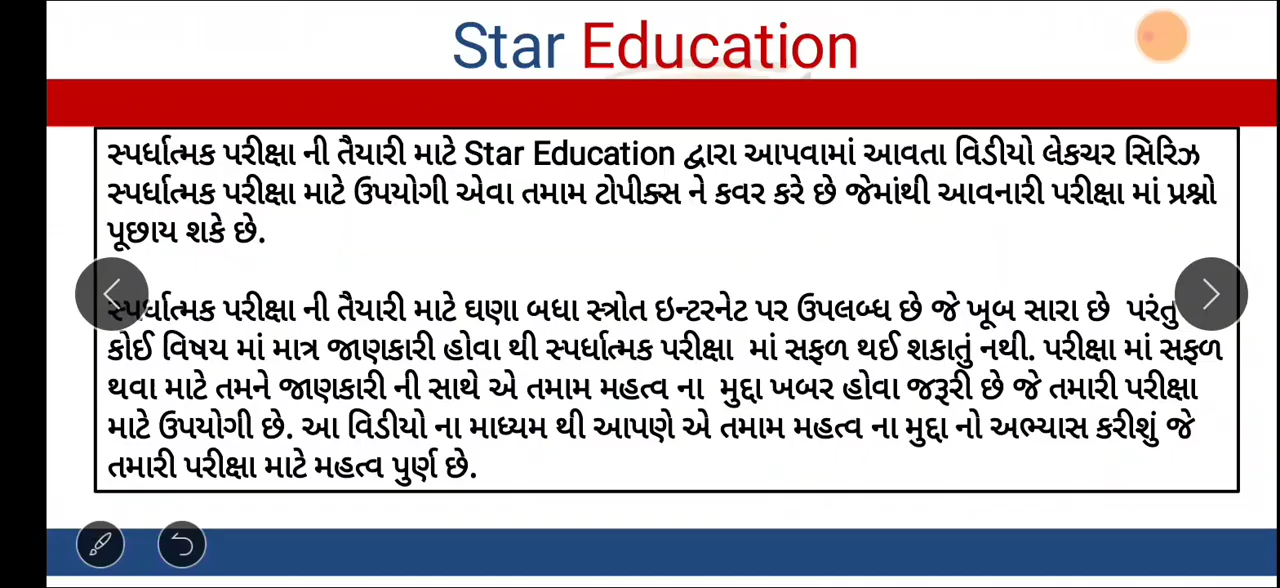 Star Education
સ્પર્ધાત્મક પરીક્ષા ની તૈયારી માટે Star Education દ્વારા આપવામાં આવતા વિડીયો લેકચર સિરિઝ
સ્પર્ધાત્મક પરીક્ષા માટે ઉપયોગી એવા તમામ ટોપીક્સ ને કવર કરે છે જેમાંથી આવનારી પરીક્ષા માં પ્રશ્નો
પૂછાય શકે છે.
સ્પર્ધાત્મક પરીક્ષા ની તૈયારી માટે ઘણા બધા સ્ત્રોત ઇન્ટરનેટ પર ઉપલબ્ધ છે જે ખૂબ સારા છે પરંતુ
કોઈ વિષય માં માત્ર જાણકારી હોવા થી સ્પર્ધાત્મક પરીક્ષા માં સફળ થઈ શકાતું નથી. પરીક્ષા માં સફળ
થવા માટે તમને જાણકારી ની સાથે એ તમામ મહત્વ ના મુદ્દા ખબર હોવા જરૂરી છે જે તમારી પરીક્ષા
માટે ઉપયોગી છે. આ વિડીયો ના માધ્યમ થી આપણે એ તમામ મહત્વ ના મુદ્દા નો અભ્યાસ કરીશું જે
તમારી પરીક્ષા માટે મહત્વ પુર્ણ છે.